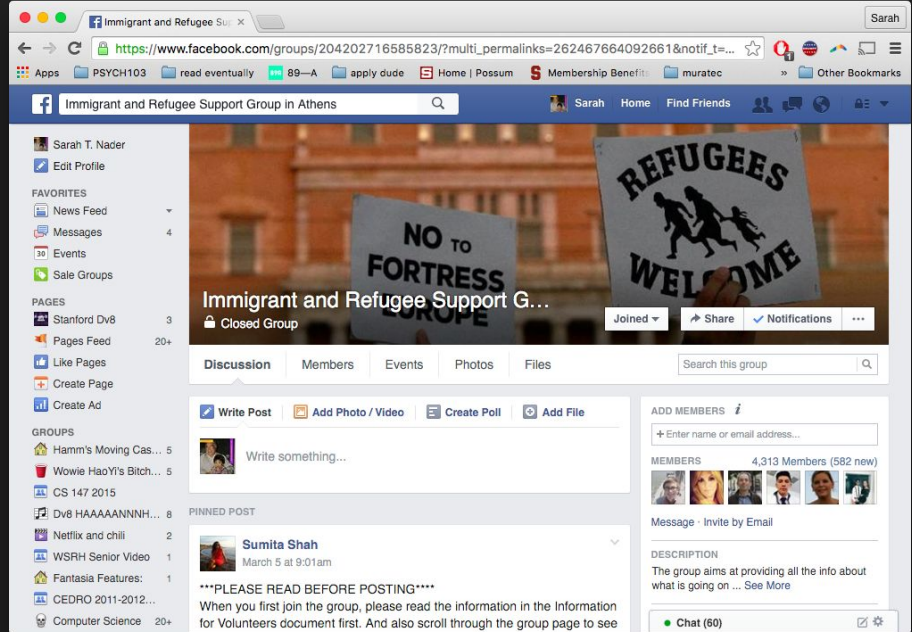 Immigrant and Refugee Sup
Sarah
https://www.facebook.com/groups/204202716585823/?multi_permalinks=262467664092661&notif_t=...
1
Apps PSYCH103 read eventually 89—A apply dude Home | Possum Membership Benefits muratec » Other Bookmarks
Immigrant and Refugee Support Group in Athens
Sarah Home Find Friends
Sarah T. Nader
Edit Profile
FAVORITES
News Feed
Messages 4
30 Events
Sale Groups
PAGES
Stanford Dv8 3
Pages Feed 20+
Like Pages
Create Page
Create Ad
GROUPS
Hamm's Moving Cas... 5
Wowie HaoYi's Bitch... 5
CS 147 2015
Dv8 HAAAAANNNH... 8
Netflix and chili 2
WSRH Senior Video 1
Fantasia Features: 1
CEDRO 2011-2012...
Computer Science 20+
NO TO
FORTRESS
EUROPE
REFUGEES
WELCOME
Immigrant and Refugee Support G...
Closed Group
Joined Share Notifications ...
Discussion Members Events Photos Files
Search this group
Write Post Add Photo / Video Create Poll Add File
Write something...
PINNED POST
Sumita Shah
March 5 at 9:01am
***PLEASE READ BEFORE POSTING****
When you first join the group, please read the information in the Information
for Volunteers document first. And also scroll through the group page to see
ADD MEMBERS i
+ Enter name or email address...
MEMBERS 4,313 Members (582 new)
Message · Invite by Email
DESCRIPTION
The group aims at providing all the info about
what is going on ... See More
Chat (60)